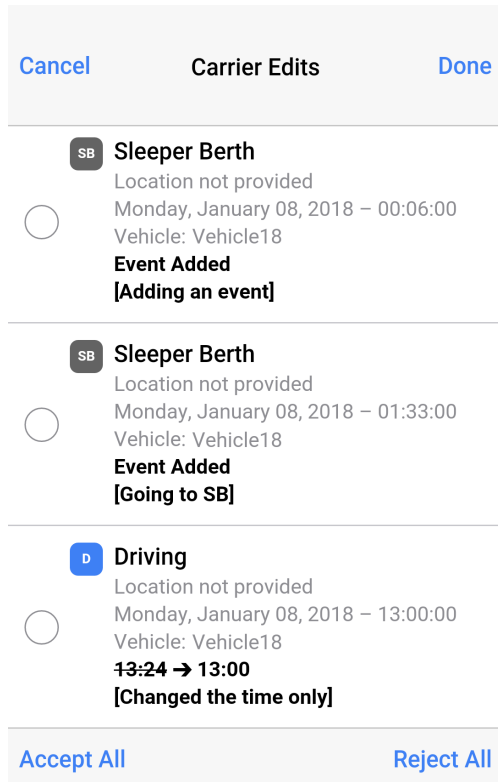 Cancel Carrier Edits Done
SB Sleeper Berth
Location not provided
Monday, January 08, 2018 – 00:06:00
Vehicle: Vehicle18
Event Added
[Adding an event]
SB Sleeper Berth
Location not provided
Monday, January 08, 2018 – 01:33:00
Vehicle: Vehicle18
Event Added
[Going to SB]
D Driving
Location not provided
Monday, January 08, 2018 – 13:00:00
Vehicle: Vehicle18
13:24 → 13:00
[Changed the time only]
Accept All Reject All